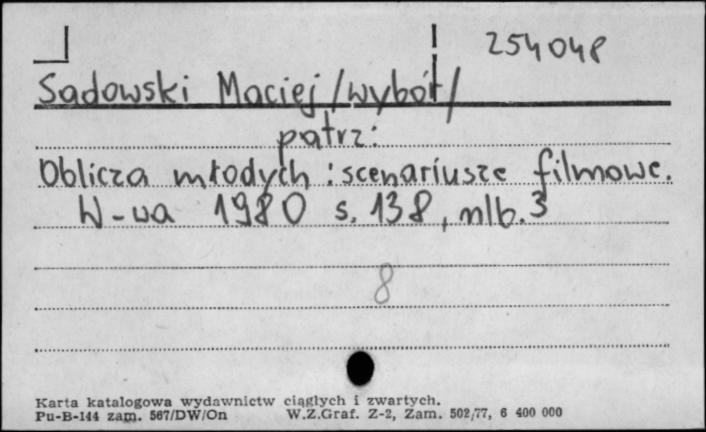 254048
Sadowski Maciej /wybór/
patrz:
Oblicza młodych : scenariusze filmowe.
W-wa 1980 s. 138, nlb. 3
8
Karta katalogowa wydawnictw ciągłych i zwartych.
Pu-B-144 zam. 567/DW/On W.Z.Graf. Z-2, Zam. 502/77, 6 400 000